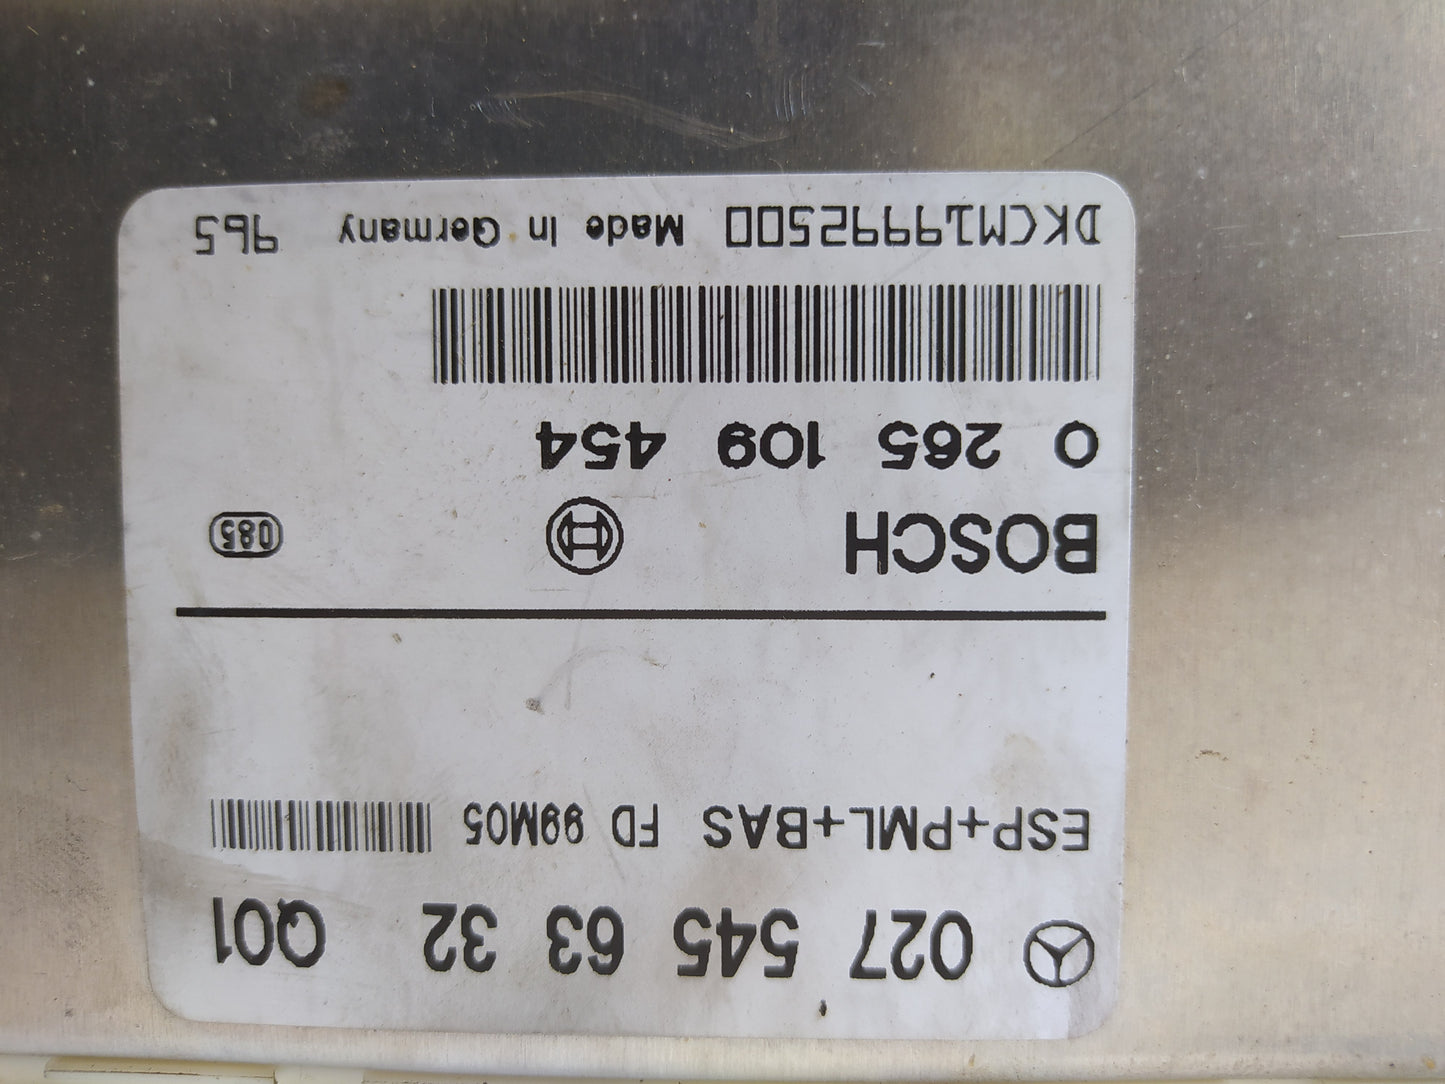 027 545 63 32 Q01
ESP+PML+BAS FD 99M05
BOSCH 085
0 265 109 454
DKCM19992500 Made In Germany 965